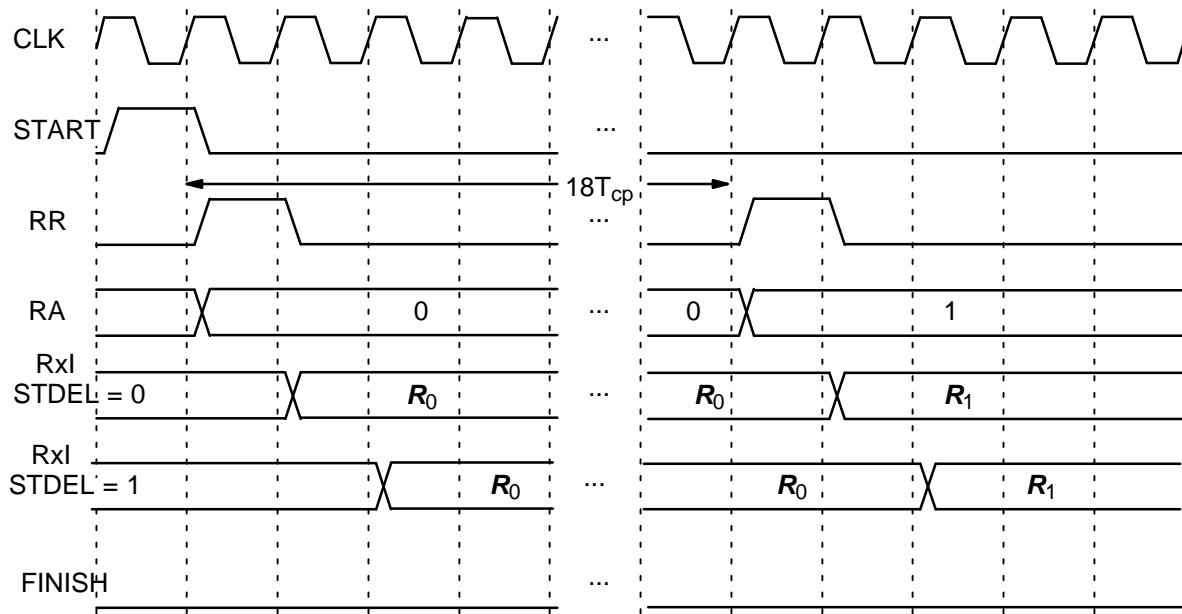 CLK ...
START ...
18Tcp
RR ...
RA 0 ... 0 1
RxI
STDEL = 0 R0 ... R0 R1
RxI
STDEL = 1 R0 ... R0 R1
FINISH ...